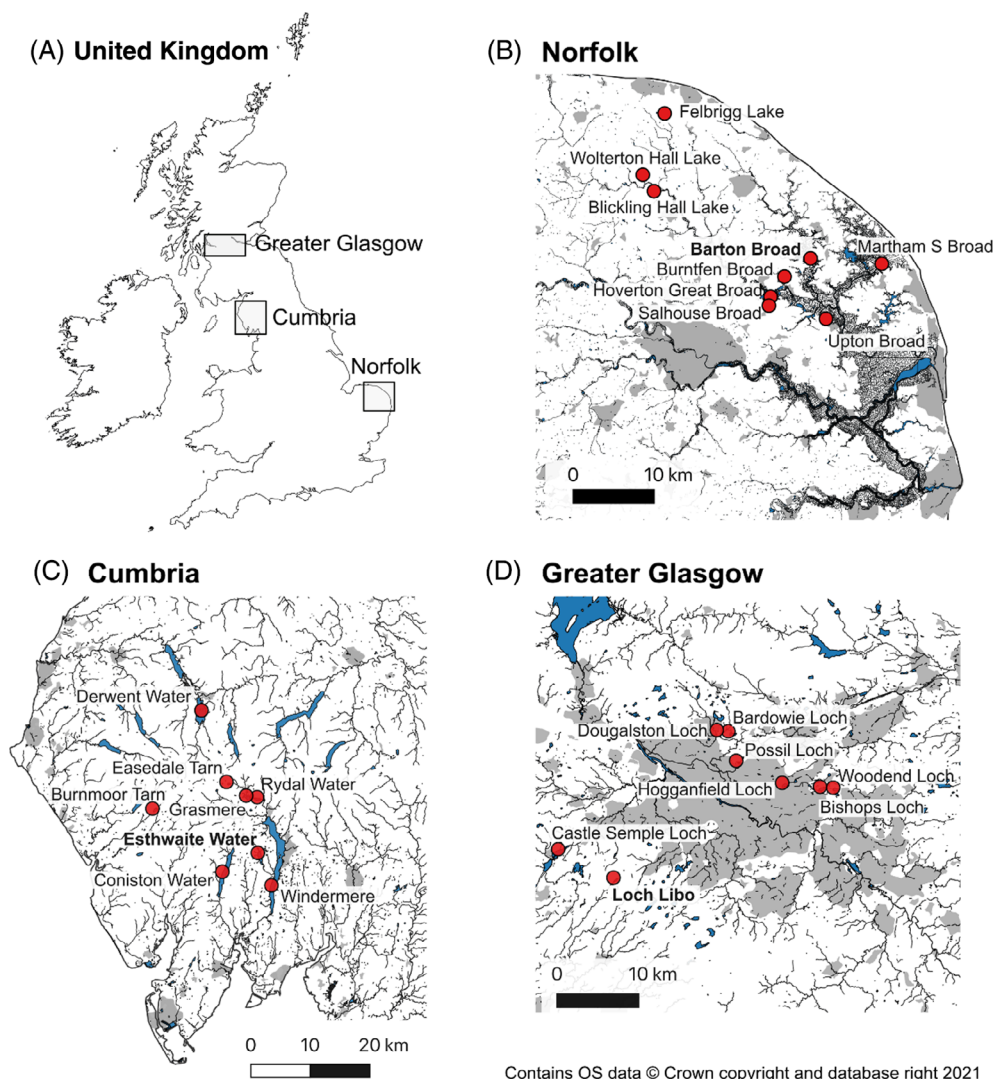 (A) United Kingdom
Greater Glasgow
Cumbria
Norfolk
(B) Norfolk
Felbrigg Lake
Wolterton Hall Lake
Blickling Hall Lake
Barton Broad
Martham S Broad
Burntfen Broad
Hoverton Great Broad
Salhouse Broad
Upton Broad
0 10 km
(C) Cumbria
Derwent Water
Easedale Tarn
Rydal Water
Burnmoor Tarn
Grasmere
Esthwaite Water
Coniston Water
Windermere
0 10 20 km
(D) Greater Glasgow
Bardowie Loch
Dougalston Loch
Possil Loch
Woodend Loch
Hogganfield Loch
Bishops Loch
Castle Semple Loch
Loch Libo
0 10 km
Contains OS data © Crown copyright and database right 2021